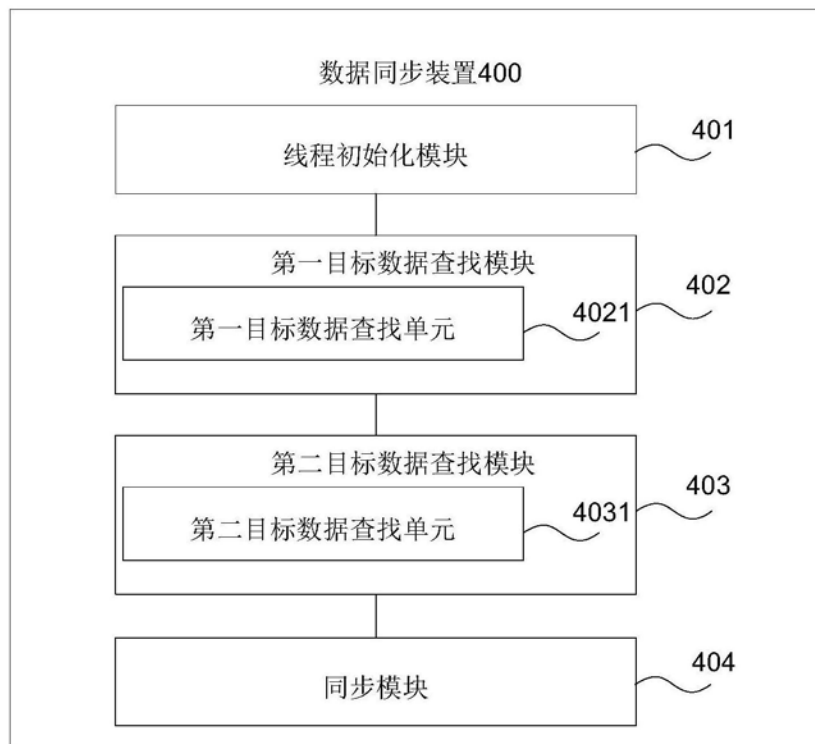 数据同步装置400
线程初始化模块
401
第一目标数据查找模块
402
第一目标数据查找单元
4021
第二目标数据查找模块
403
第二目标数据查找单元
4031
同步模块
404